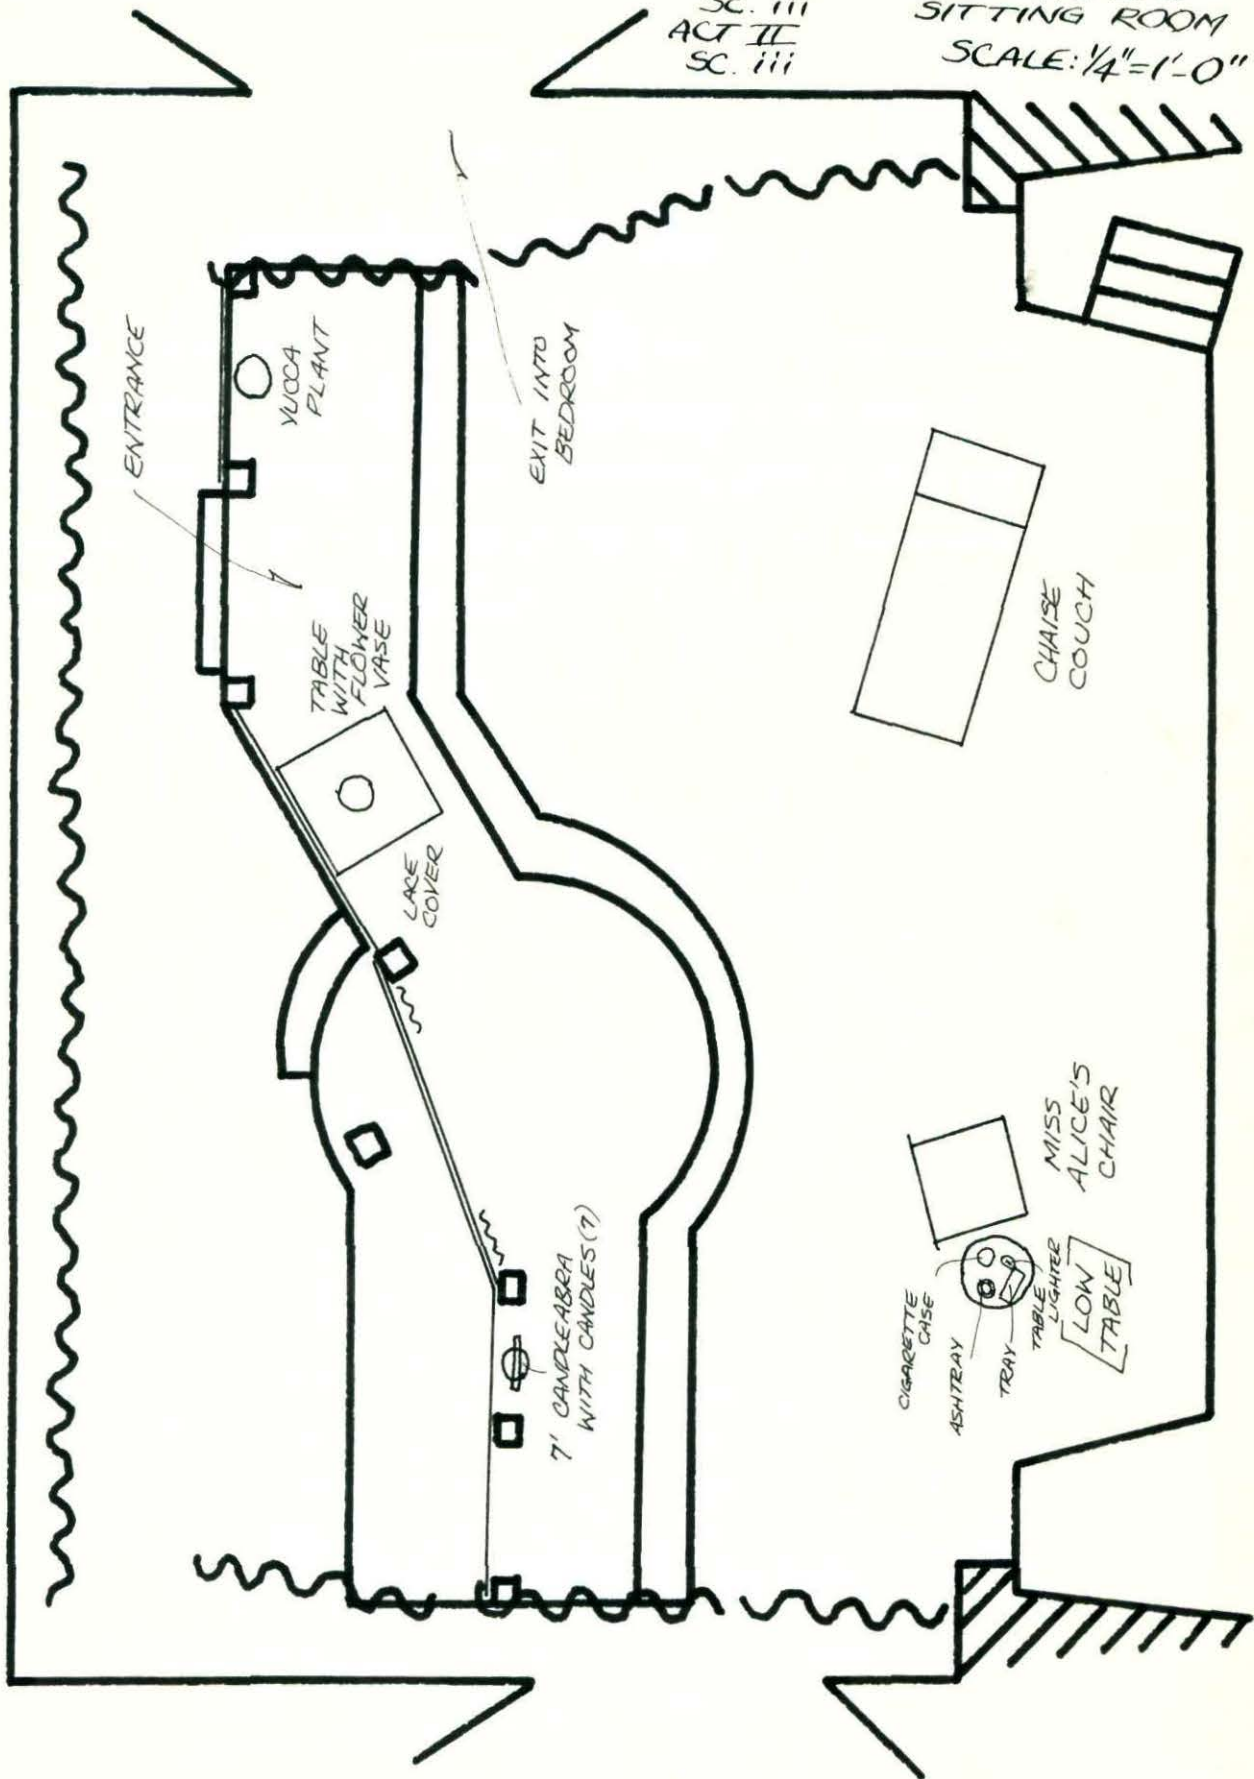 SC. iii
ACT II
SC. iii
SITTING ROOM
SCALE: 1/4"=1'-0"
ENTRANCE
YUCCA
PLANT
EXIT INTO
BEDROOM
TABLE
WITH
FLOWER
VASE
LACE
COVER
CHAISE
COUCH
MISS
ALICE'S
CHAIR
7' CANDLEABRA
WITH CANDLES (7)
CIGARETTE
CASE
ASHTRAY
TRAY
TABLE
LIGHTER
[LOW
TABLE]